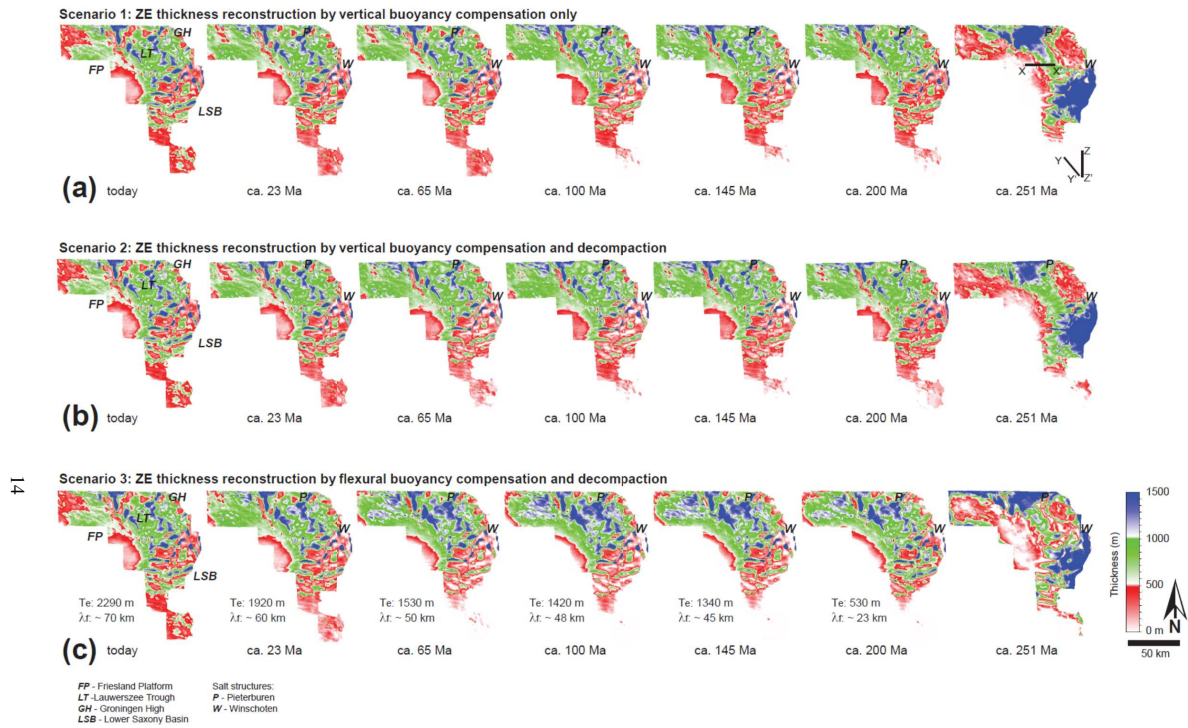 Scenario 1: ZE thickness reconstruction by vertical buoyancy compensation only
GH
LT
FP
LSB
P
W
P
W
P
W
P
W
P
W
P
W
X X'
Y Z
Y' Z'
(a)
today
ca. 23 Ma
ca. 65 Ma
ca. 100 Ma
ca. 145 Ma
ca. 200 Ma
ca. 251 Ma
Scenario 2: ZE thickness reconstruction by vertical buoyancy compensation and decompaction
GH
LT
FP
LSB
P
W
P
W
P
W
P
W
P
W
P
W
(b)
today
ca. 23 Ma
ca. 65 Ma
ca. 100 Ma
ca. 145 Ma
ca. 200 Ma
ca. 251 Ma
14
Scenario 3: ZE thickness reconstruction by flexural buoyancy compensation and decompaction
GH
LT
FP
LSB
P
W
P
W
P
W
P
W
P
W
P
W
Te: 2290 m
λr: ~ 70 km
Te: 1920 m
λr: ~ 60 km
Te: 1530 m
λr: ~ 50 km
Te: 1420 m
λr: ~ 48 km
Te: 1340 m
λr: ~ 45 km
Te: 530 m
λr: ~ 23 km
(c)
today
ca. 23 Ma
ca. 65 Ma
ca. 100 Ma
ca. 145 Ma
ca. 200 Ma
ca. 251 Ma
Thickness (m)
1500
1000
500
0 m
N
50 km
FP - Friesland Platform
LT -Lauwerszee Trough
GH - Groningen High
LSB - Lower Saxony Basin
Salt structures:
P - Pieterburen
W - Winschoten